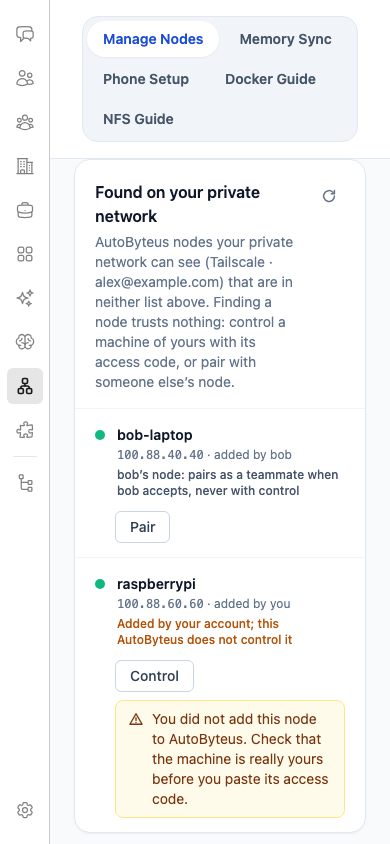 Manage Nodes
Memory Sync
Phone Setup
Docker Guide
NFS Guide
Found on your private
network
AutoByteus nodes your private
network can see (Tailscale ·
alex@example.com) that are in
neither list above. Finding a
node trusts nothing: control a
machine of yours with its
access code, or pair with
someone else’s node.
bob-laptop
100.88.40.40 · added by bob
bob’s node: pairs as a teammate when
bob accepts, never with control
Pair
raspberrypi
100.88.60.60 · added by you
Added by your account; this
AutoByteus does not control it
Control
You did not add this node
to AutoByteus. Check that
the machine is really yours
before you paste its access
code.